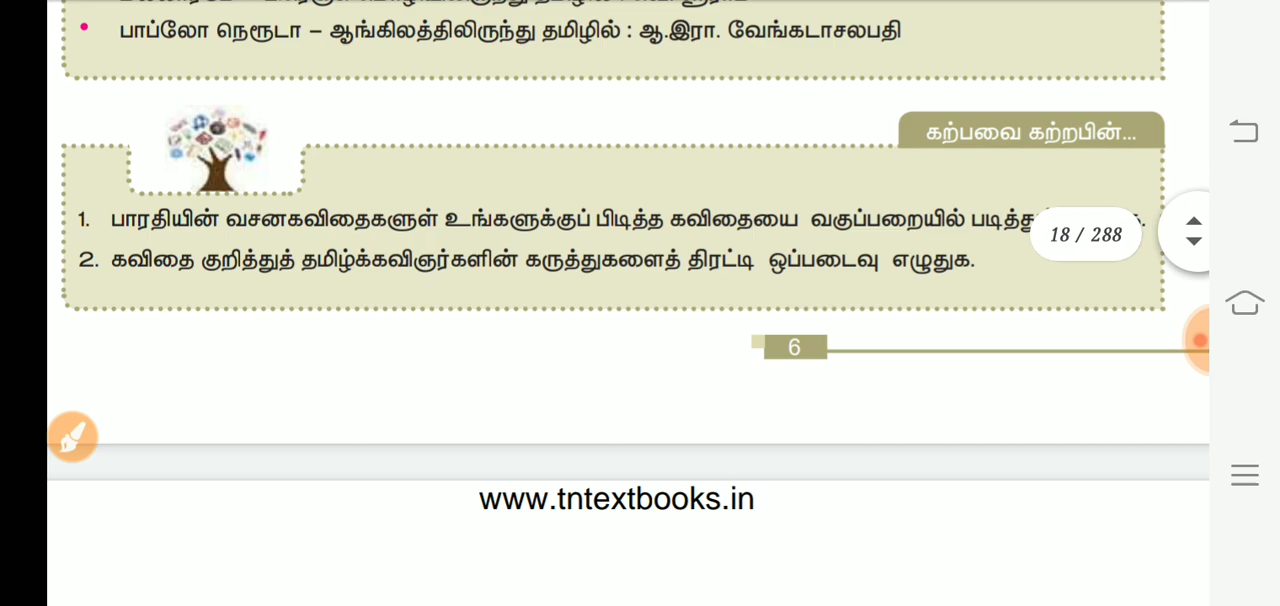 பாப்லோ நெரூடா – ஆங்கிலத்திலிருந்து தமிழில் : ஆ.இரா. வேங்கடாசலபதி
கற்பவை கற்றபின்...
1. பாரதியின் வசனகவிதைகளுள் உங்களுக்குப் பிடித்த கவிதையை வகுப்பறையில்
18 / 288
2. கவிதை குறித்துத் தமிழ்க்கவிஞர்களின் கருத்துகளைத் திரட்டி ஒப்படைவு எழுதுக.
6
www.tntextbooks.in